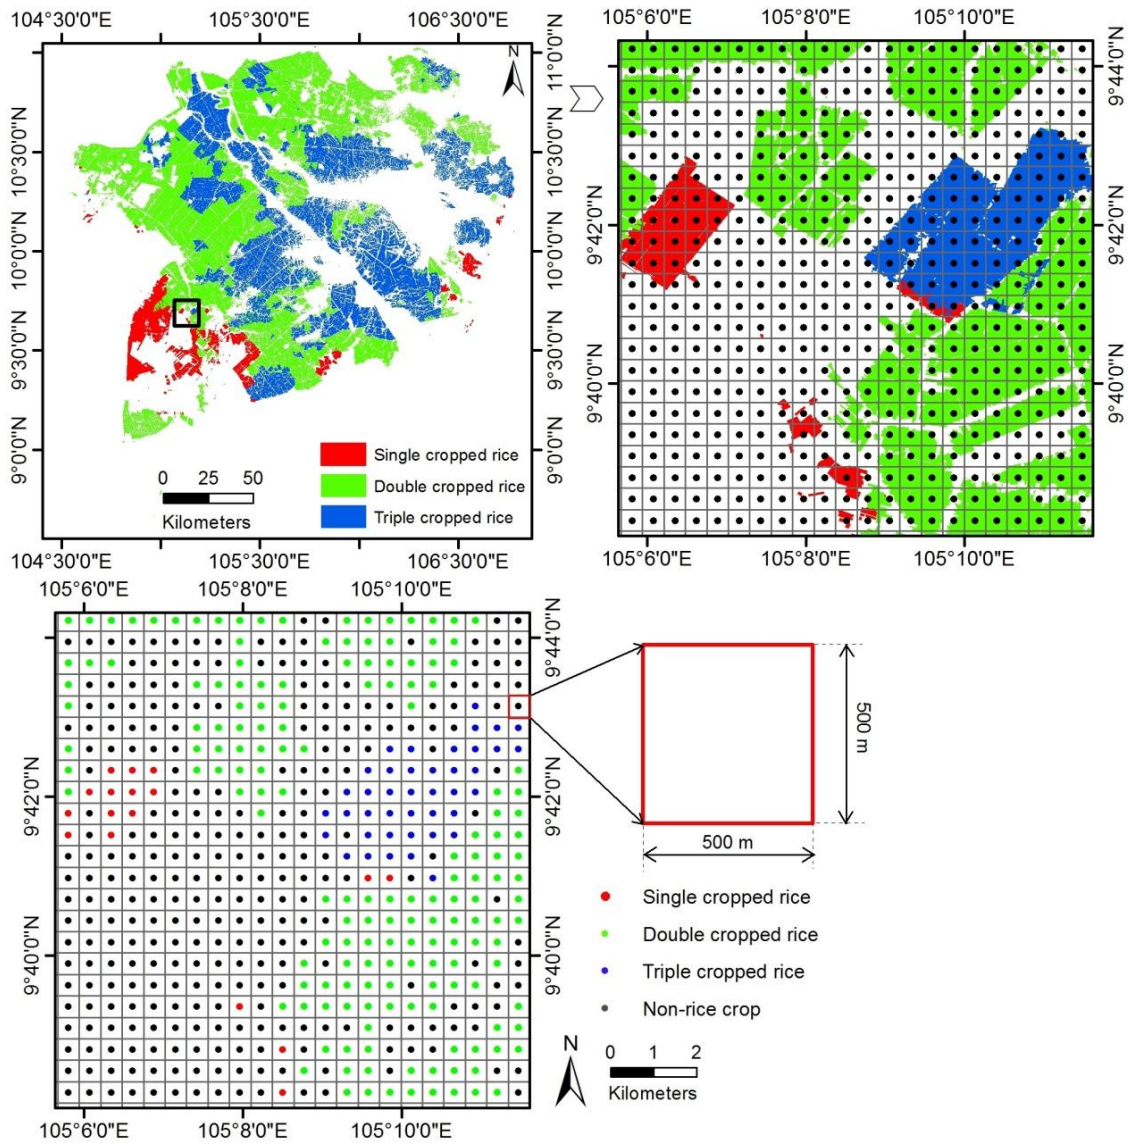 104°30'0"E 105°30'0"E 106°30'0"E
N
11°0'0"N
10°30'0"N 10°30'0"N
10°0'0"N 10°0'0"N
9°30'0"N 9°30'0"N
9°0'0"N 9°0'0"N
Single cropped rice
Double cropped rice
Triple cropped rice
0 25 50
Kilometers
104°30'0"E 105°30'0"E 106°30'0"E
105°6'0"E 105°8'0"E 105°10'0"E
9°44'0"N
9°42'0"N 9°42'0"N
9°40'0"N 9°40'0"N
105°6'0"E 105°8'0"E 105°10'0"E
105°6'0"E 105°8'0"E 105°10'0"E
9°44'0"N
9°42'0"N 9°42'0"N
9°40'0"N 9°40'0"N
105°6'0"E 105°8'0"E 105°10'0"E
500 m
500 m
Single cropped rice
Double cropped rice
Triple cropped rice
Non-rice crop
N
0 1 2
Kilometers